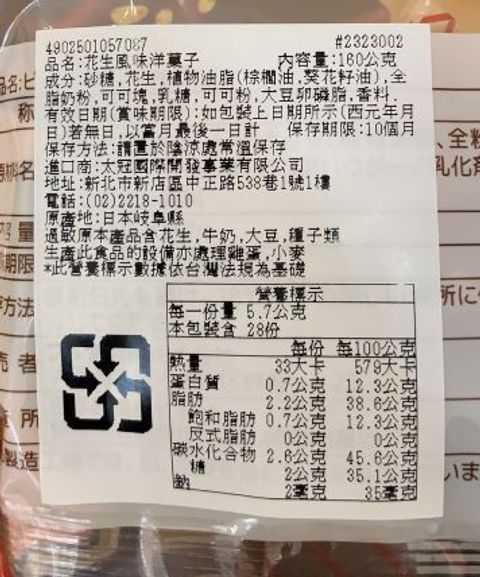 4902501057087 #2323002
品名:花生風味洋菓子 內容量:160公克
成分:砂糖,花生,植物油脂(棕櫚油,葵花籽油),全
脂奶粉,可可塊,乳糖,可可粉,大豆卵磷脂,香料.
有效日期(賞味期限):如包裝上日期所示(西元年月
日)若無日,以當月最後一日計 保存期限:10個月
保存方法:請置於陰涼處常溫保存
進口商:太冠國際開發事業有限公司
地址:新北市新店區中正路538巷1號1樓
電話:(02)2218-1010
原產地:日本岐阜縣
過敏原本產品含花生,牛奶,大豆,種子類
生產此食品的設備亦處理雞蛋,小麥
*此營養標示數據依台灣法規為基礎
營養標示
每一份量 5.7公克
本包裝含 28份
每份 每100公克
熱量 33大卡 579大卡
蛋白質 0.7公克 12.3公克
脂肪 2.2公克 38.6公克
飽和脂肪 0.7公克 12.3公克
反式脂肪 0公克 0公克
碳水化合物 2.6公克 45.6公克
糖 2公克 35.1公克
鈉 2毫克 35毫克